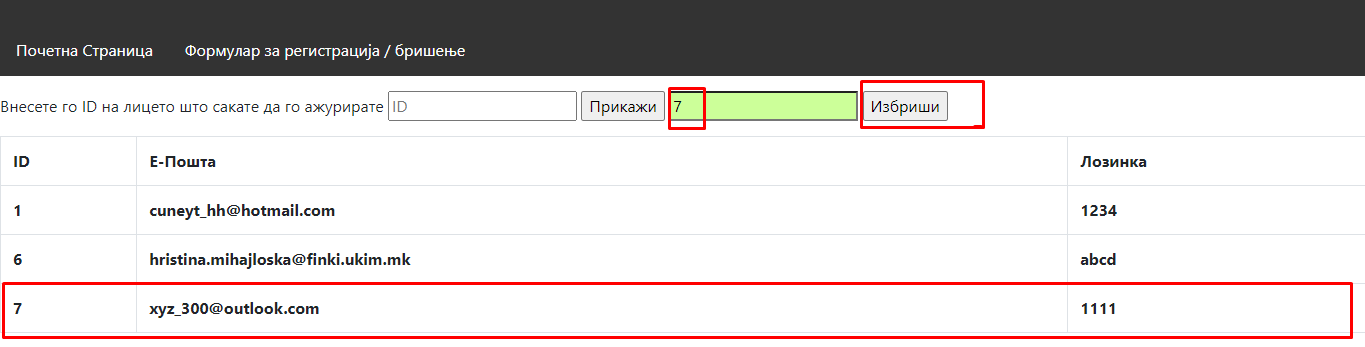 Почетна Страница Формулар за регистрација / бришење
Внесете го ID на лицето што сакате да го ажурирате ID Прикажи 7 Избриши
ID Е-Пошта Лозинка
1 cuneyt_hh@hotmail.com 1234
6 hristina.mihajloska@finki.ukim.mk abcd
7 xyz_300@outlook.com 1111